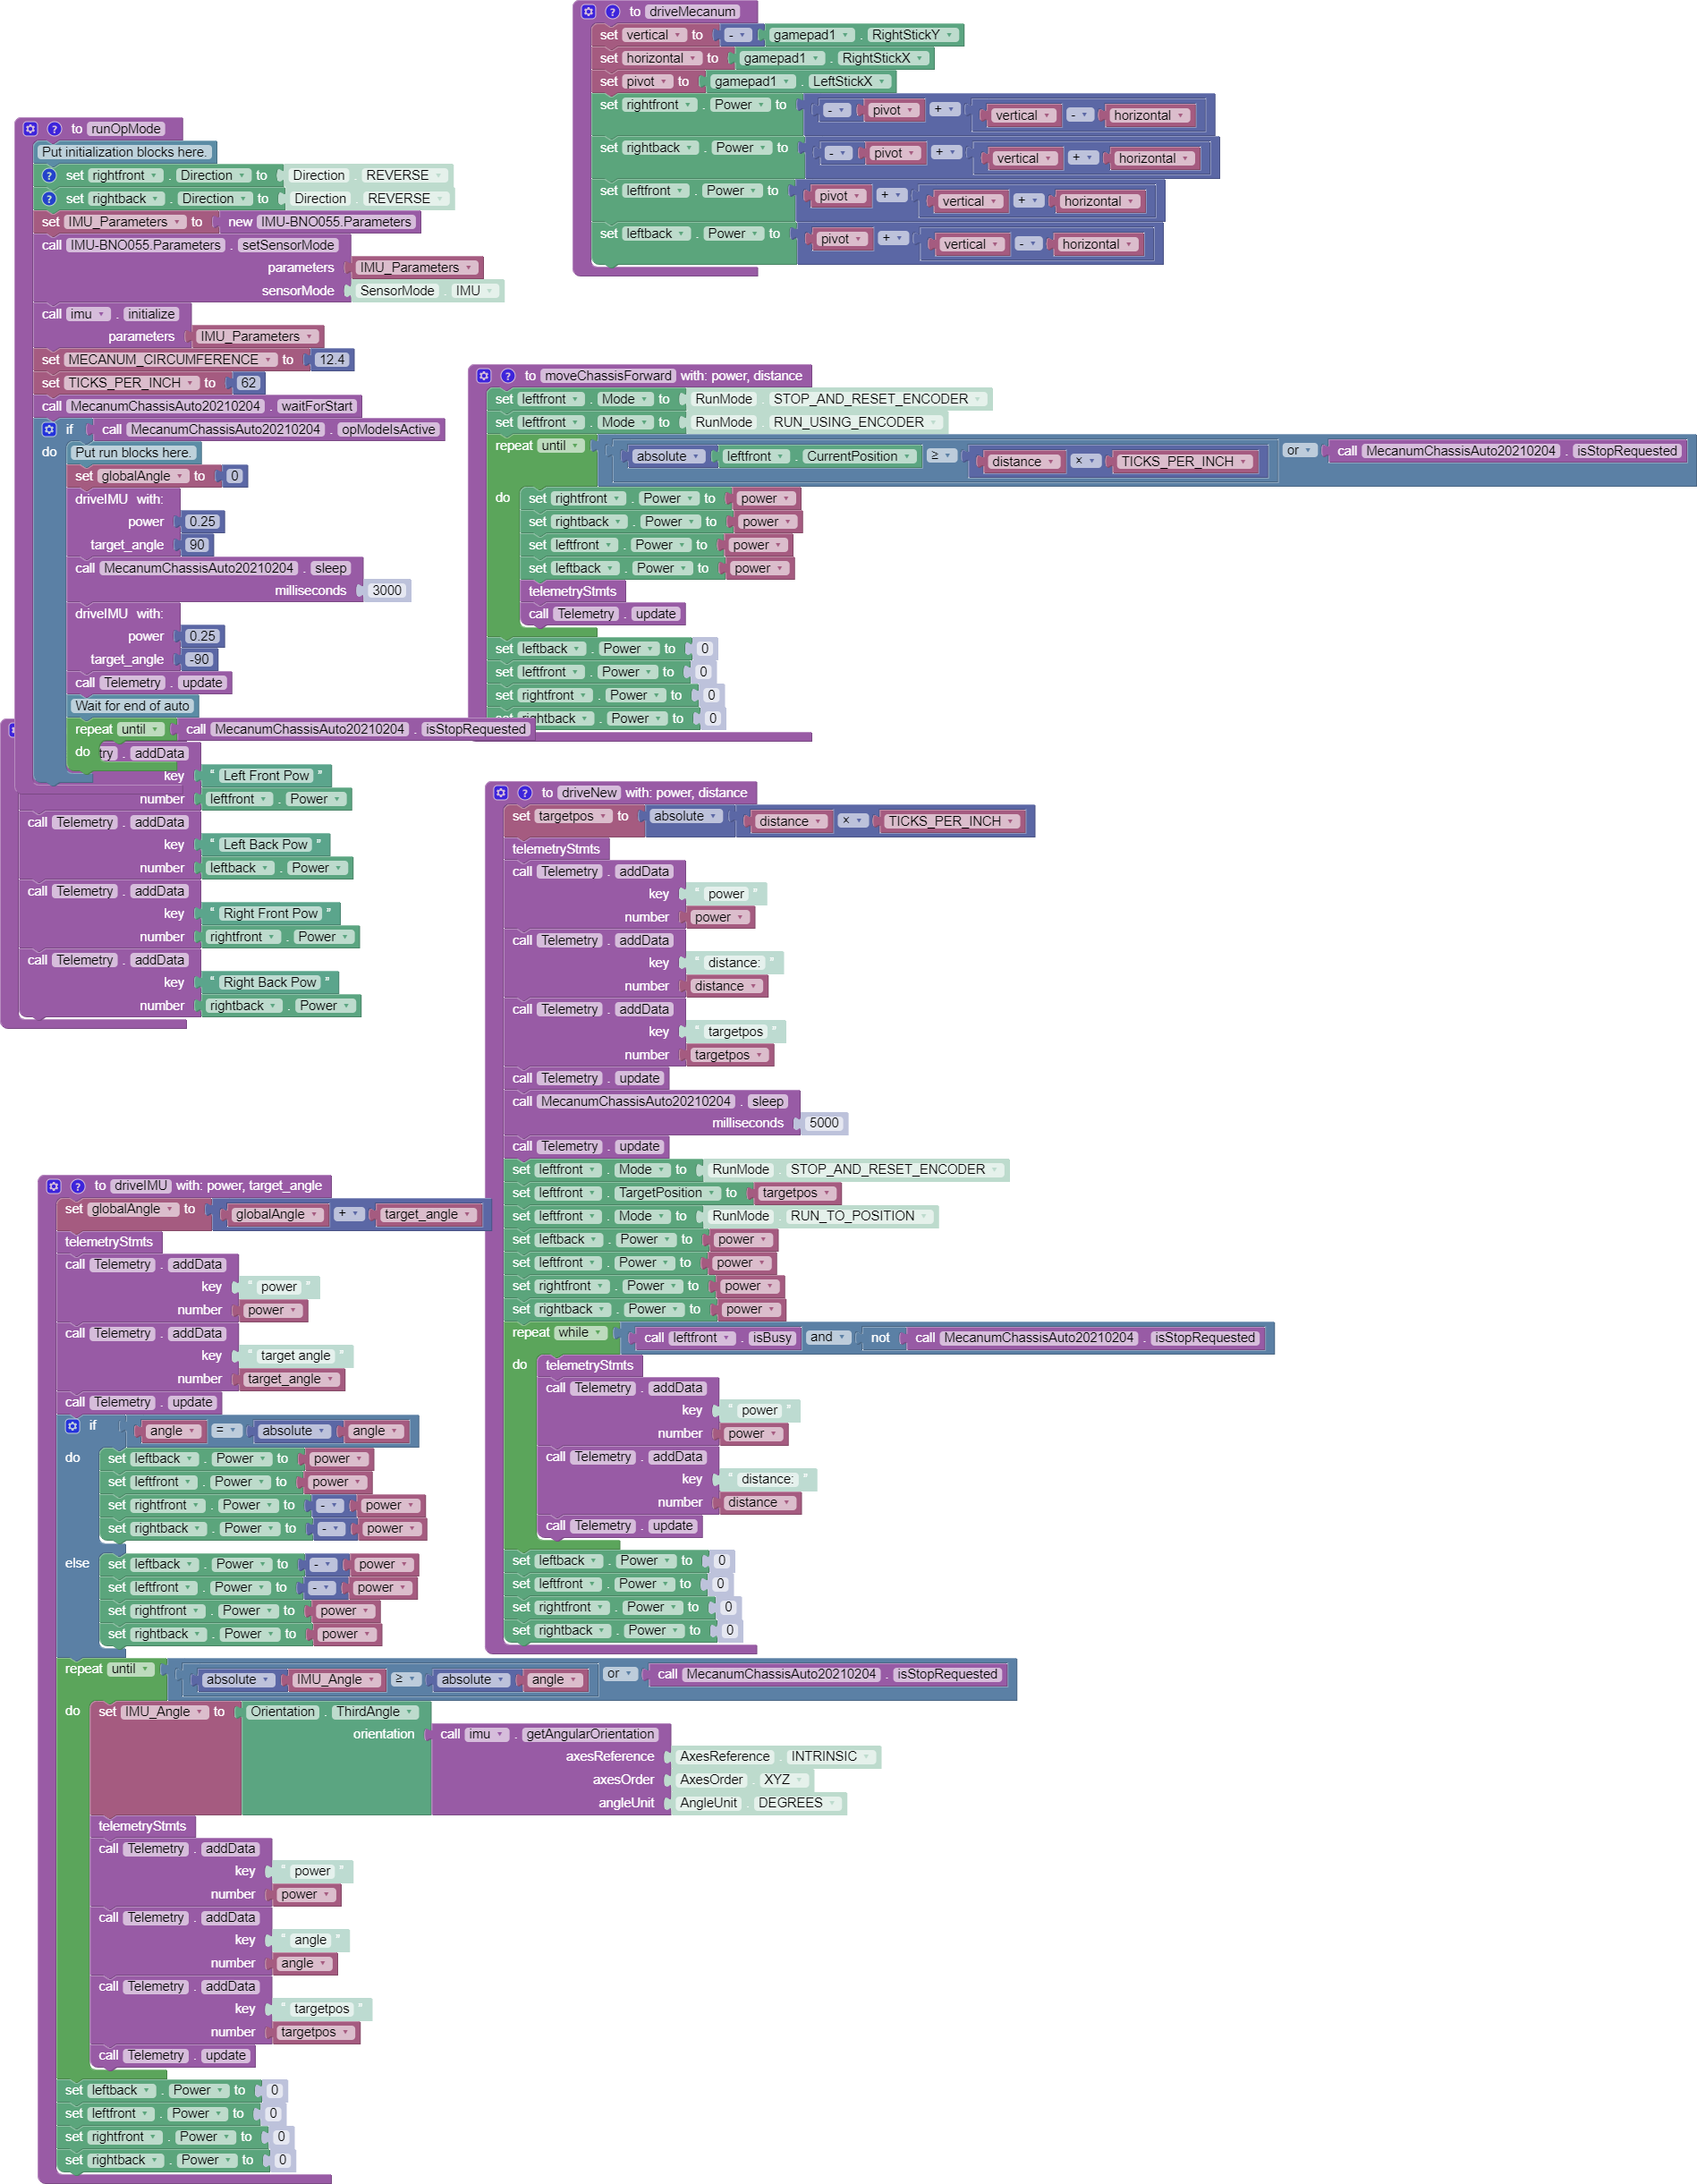 to driveMecanum
set vertical to - gamepad1 . RightStickY
set horizontal to gamepad1 . RightStickX
set pivot to gamepad1 . LeftStickX
set rightfront . Power to - pivot + vertical - horizontal
set rightback . Power to - pivot + vertical + horizontal
set leftfront . Power to pivot + vertical + horizontal
set leftback . Power to pivot + vertical - horizontal
to runOpMode
Put initialization blocks here.
set rightfront . Direction to Direction . REVERSE
set rightback . Direction to Direction . REVERSE
set IMU_Parameters to new IMU-BNO055.Parameters
call IMU-BNO055.Parameters . setSensorMode
parameters IMU_Parameters
sensorMode SensorMode . IMU
call imu . initialize
parameters IMU_Parameters
set MECANUM_CIRCUMFERENCE to 12.4
set TICKS_PER_INCH to 62
call MecanumChassisAuto20210204 . waitForStart
if call MecanumChassisAuto20210204 . opModeIsActive
do Put run blocks here.
set globalAngle to 0
driveIMU with:
power 0.25
target_angle 90
call MecanumChassisAuto20210204 . sleep
milliseconds 3000
driveIMU with:
power 0.25
target_angle -90
call Telemetry . update
Wait for end of auto
repeat until call MecanumChassisAuto20210204 . isStopRequested
do
try . addData
key " Left Front Pow "
number leftfront . Power
call Telemetry . addData
key " Left Back Pow "
number leftback . Power
call Telemetry . addData
key " Right Front Pow "
number rightfront . Power
call Telemetry . addData
key " Right Back Pow "
number rightback . Power
to moveChassisForward with: power, distance
set leftfront . Mode to RunMode . STOP_AND_RESET_ENCODER
set leftfront . Mode to RunMode . RUN_USING_ENCODER
repeat until absolute leftfront . CurrentPosition ≥ distance × TICKS_PER_INCH or call MecanumChassisAuto20210204 . isStopRequested
do set rightfront . Power to power
set rightback . Power to power
set leftfront . Power to power
set leftback . Power to power
telemetryStmts
call Telemetry . update
set leftback . Power to 0
set leftfront . Power to 0
set rightfront . Power to 0
set rightback . Power to 0
to driveNew with: power, distance
set targetpos to absolute distance × TICKS_PER_INCH
telemetryStmts
call Telemetry . addData
key " power "
number power
call Telemetry . addData
key " distance: "
number distance
call Telemetry . addData
key " targetpos "
number targetpos
call Telemetry . update
call MecanumChassisAuto20210204 . sleep
milliseconds 5000
call Telemetry . update
set leftfront . Mode to RunMode . STOP_AND_RESET_ENCODER
set leftfront . TargetPosition to targetpos
set leftfront . Mode to RunMode . RUN_TO_POSITION
set leftback . Power to power
set leftfront . Power to power
set rightfront . Power to power
set rightback . Power to power
repeat while call leftfront . isBusy and not call MecanumChassisAuto20210204 . isStopRequested
do telemetryStmts
call Telemetry . addData
key " power "
number power
call Telemetry . addData
key " distance: "
number distance
call Telemetry . update
set leftback . Power to 0
set leftfront . Power to 0
set rightfront . Power to 0
set rightback . Power to 0
to driveIMU with: power, target_angle
set globalAngle to globalAngle + target_angle
telemetryStmts
call Telemetry . addData
key " power "
number power
call Telemetry . addData
key " target angle "
number target_angle
call Telemetry . update
if angle = absolute angle
do set leftback . Power to power
set leftfront . Power to power
set rightfront . Power to - power
set rightback . Power to - power
else set leftback . Power to - power
set leftfront . Power to - power
set rightfront . Power to power
set rightback . Power to power
repeat until absolute IMU_Angle ≥ absolute angle or call MecanumChassisAuto20210204 . isStopRequested
do set IMU_Angle to Orientation . ThirdAngle
orientation call imu . getAngularOrientation
axesReference AxesReference . INTRINSIC
axesOrder AxesOrder . XYZ
angleUnit AngleUnit . DEGREES
telemetryStmts
call Telemetry . addData
key " power "
number power
call Telemetry . addData
key " angle "
number angle
call Telemetry . addData
key " targetpos "
number targetpos
call Telemetry . update
set leftback . Power to 0
set leftfront . Power to 0
set rightfront . Power to 0
set rightback . Power to 0